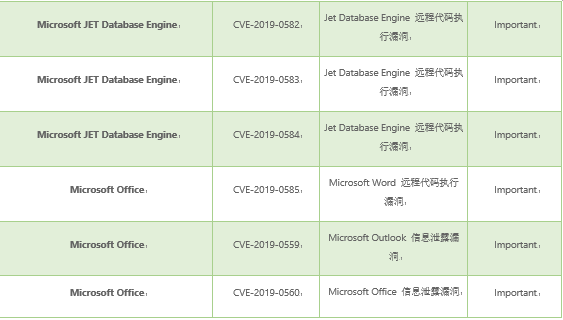 Microsoft JET Database Engine CVE-2019-0582 Jet Database Engine 远程代码执 Important
行漏洞
Microsoft JET Database Engine CVE-2019-0583 Jet Database Engine 远程代码执 Important
行漏洞
Microsoft JET Database Engine CVE-2019-0584 Jet Database Engine 远程代码执 Important
行漏洞
Microsoft Office CVE-2019-0585 Microsoft Word 远程代码执行 Important
漏洞
Microsoft Office CVE-2019-0559 Microsoft Outlook 信息泄露漏 Important
洞
Microsoft Office CVE-2019-0560 Microsoft Office 信息泄露漏洞 Important